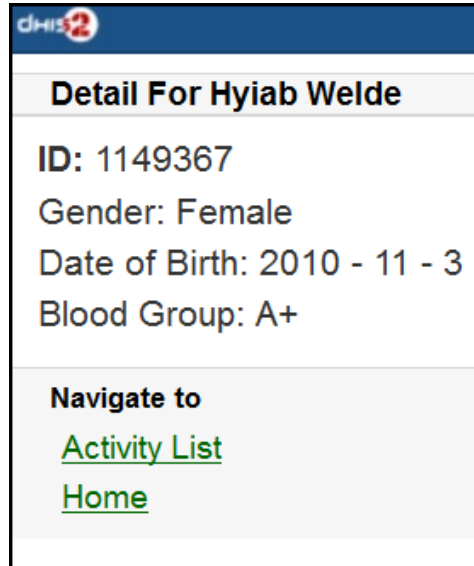 dHIS2
Detail For Hyiab Welde
ID: 1149367
Gender: Female
Date of Birth: 2010 - 11 - 3
Blood Group: A+
Navigate to
Activity List
Home